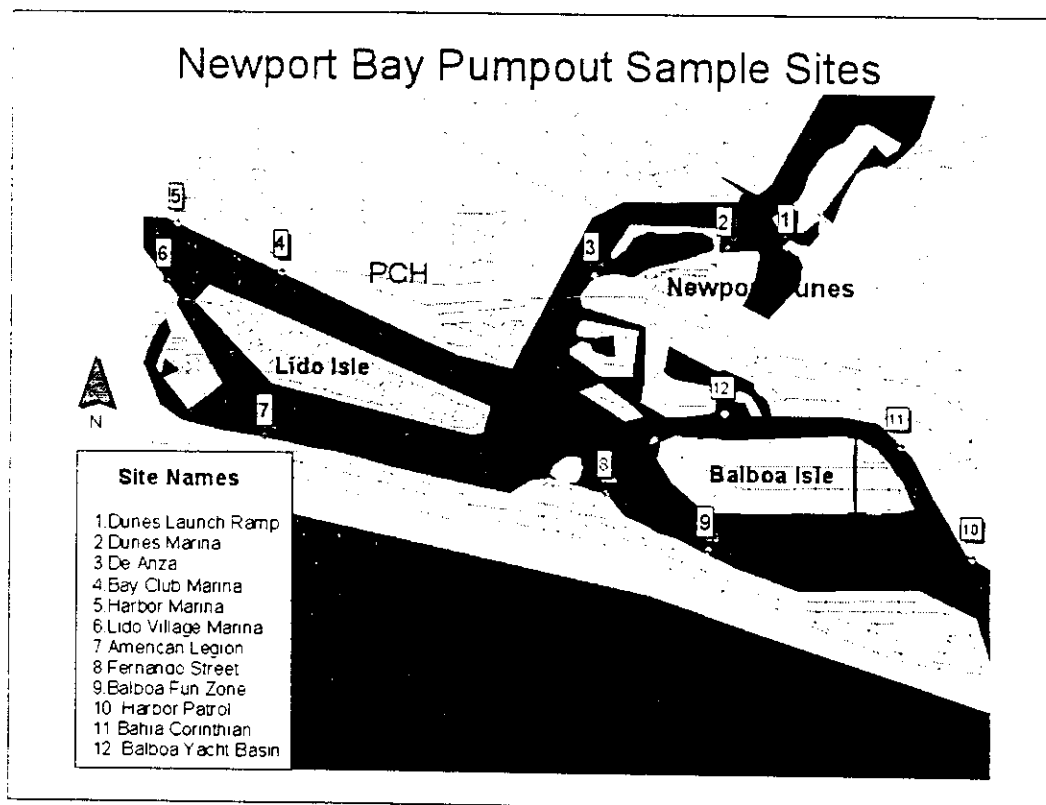 Newport Bay Pumpout Sample Sites
5
6
4
3
2
1
PCH
Newpor unes
Lido Isle
N
7
12
11
8
Balboa Isle
9
10
Site Names
1.Dunes Launch Ramp
2 Dunes Marina
3 De Anza
4.Bay Club Marina
5.Harbor Marina
6.Lido Village Marina
7 American Legion
8 Fernando Street
9.Balboa Fun Zone
10 Harbor Patrol
11 Bahia Corinthian
12 Balboa Yacht Basin